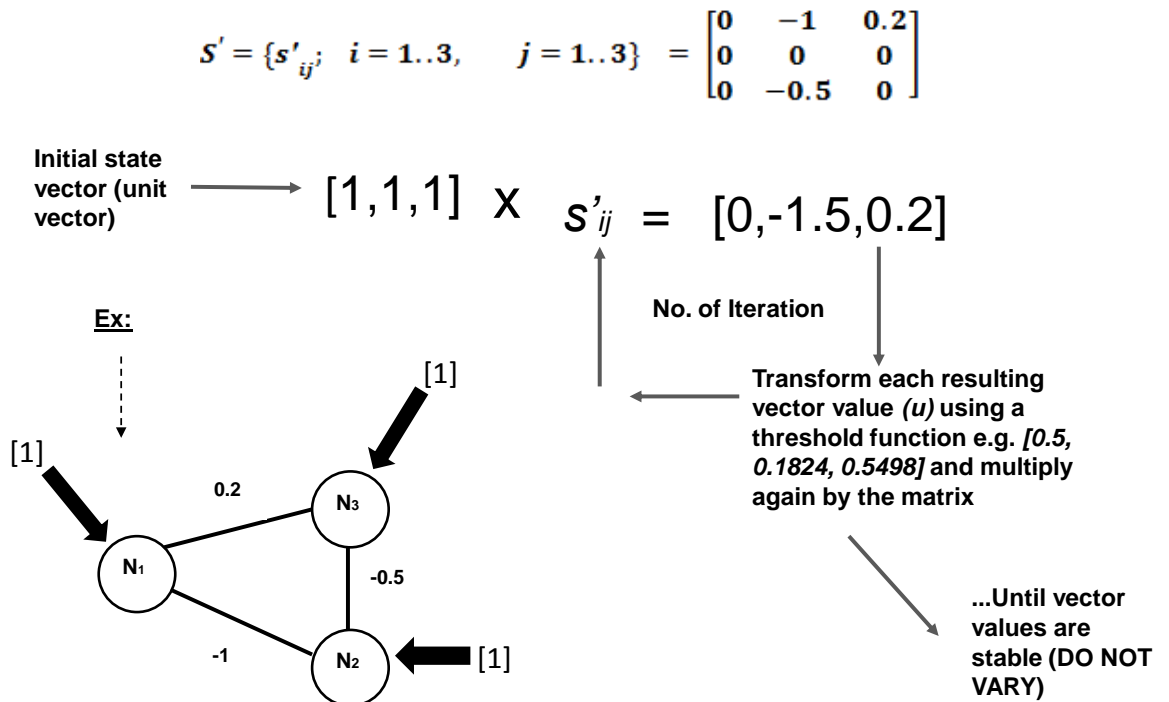 S′ = {s′ij; i = 1..3, j = 1..3} = [0 -1 0.2
0 0 0
0 -0.5 0]
Initial state
vector (unit
vector)
[1,1,1] x s’ij = [0,-1.5,0.2]
No. of Iteration
Ex:
Transform each resulting
vector value (u) using a
threshold function e.g. [0.5,
0.1824, 0.5498] and multiply
again by the matrix
[1]
[1]
0.2
N3
N1
-0.5
-1
N2
[1]
...Until vector
values are
stable (DO NOT
VARY)